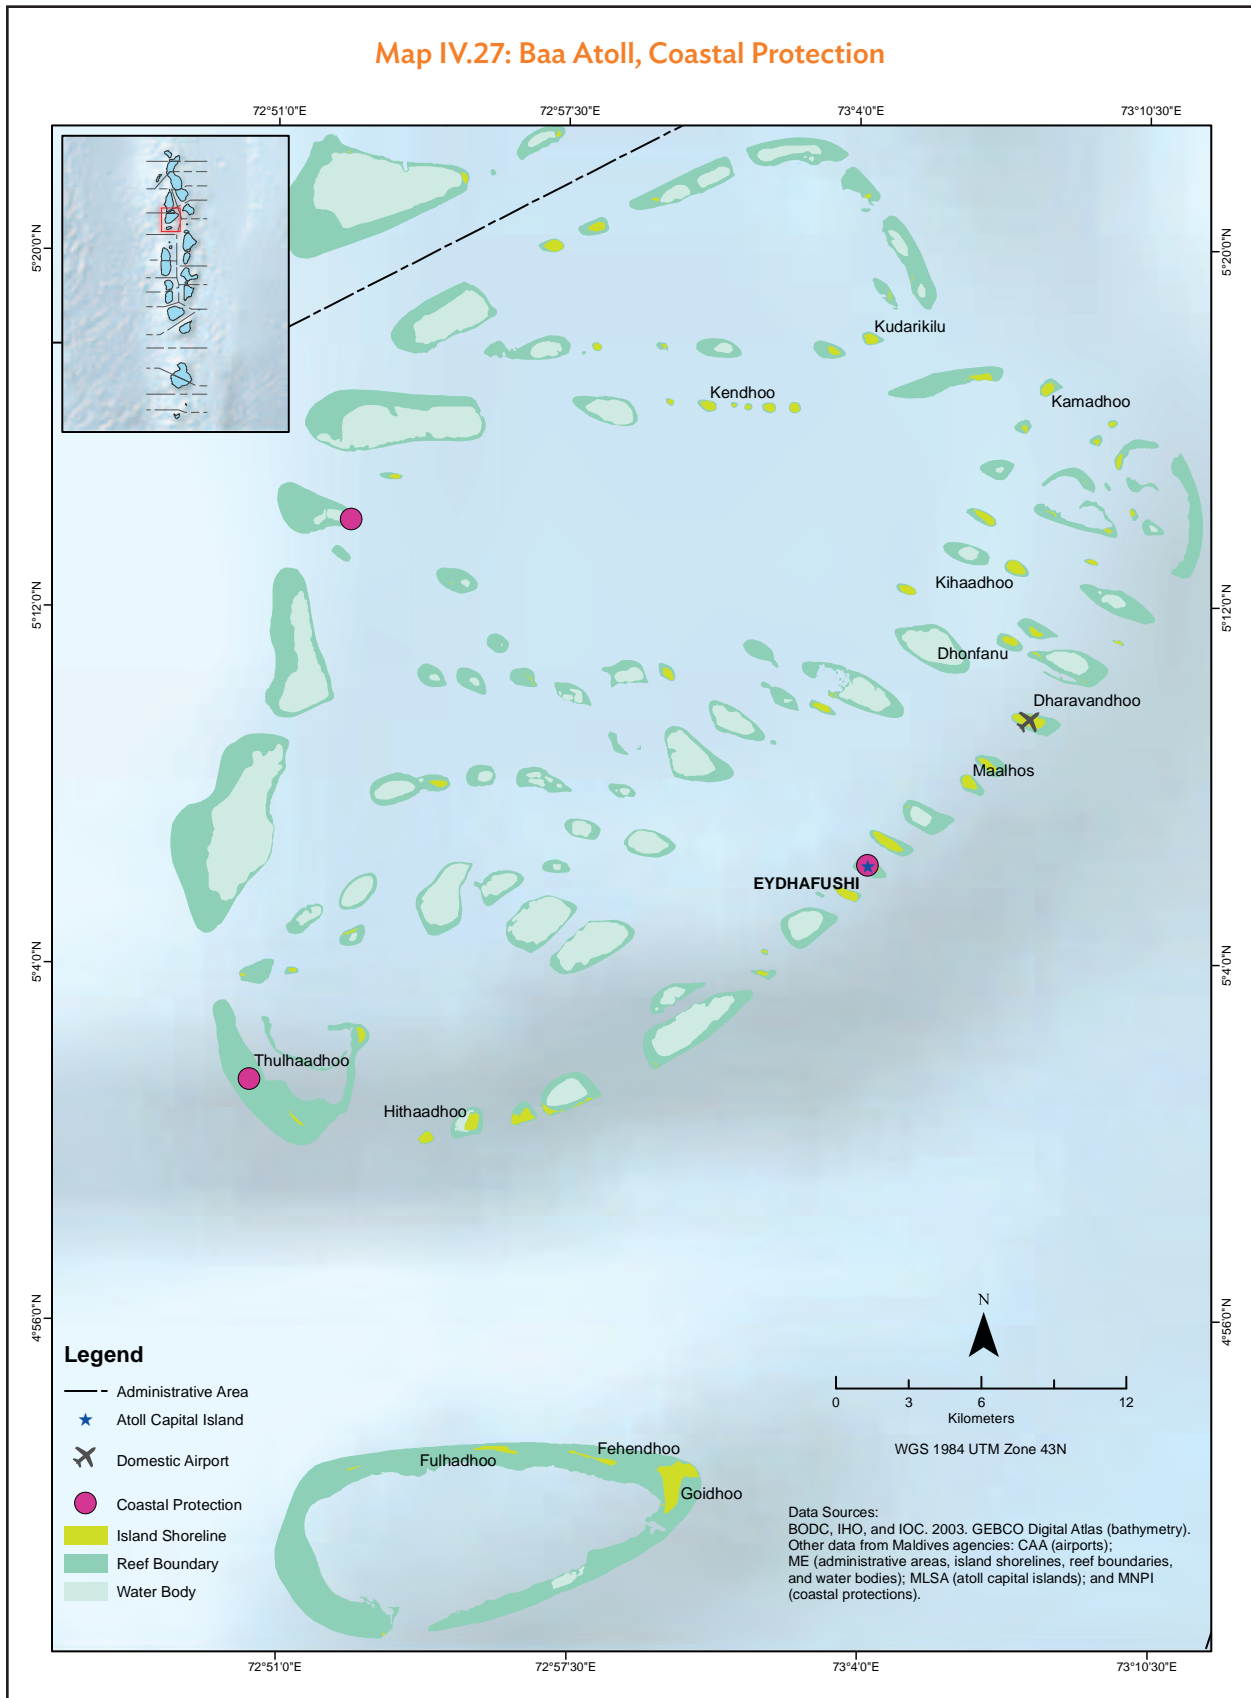 Map IV.27: Baa Atoll, Coastal Protection
72°51'0"E
72°57'30"E
73°4'0"E
73°10'30"E
5°20'0"N
5°20'0"N
Kudarikilu
Kendhoo
Kamadhoo
Kihaadhoo
5°12'0"N
5°12'0"N
Dhonfanu
Dharavandhoo
Maalhos
EYDHAFUSHI
5°4'0"N
5°4'0"N
Thulhaadhoo
Hithaadhoo
4°56'0"N
4°56'0"N
N
0 3 6 12
Kilometers
WGS 1984 UTM Zone 43N
Legend
Administrative Area
Atoll Capital Island
Domestic Airport
Coastal Protection
Island Shoreline
Reef Boundary
Water Body
Fulhadhoo
Fehendhoo
Goidhoo
Data Sources:
BODC, IHO, and IOC. 2003. GEBCO Digital Atlas (bathymetry).
Other data from Maldives agencies: CAA (airports);
ME (administrative areas, island shorelines, reef boundaries,
and water bodies); MLSA (atoll capital islands); and MNPI
(coastal protections).
72°51'0"E
72°57'30"E
73°4'0"E
73°10'30"E